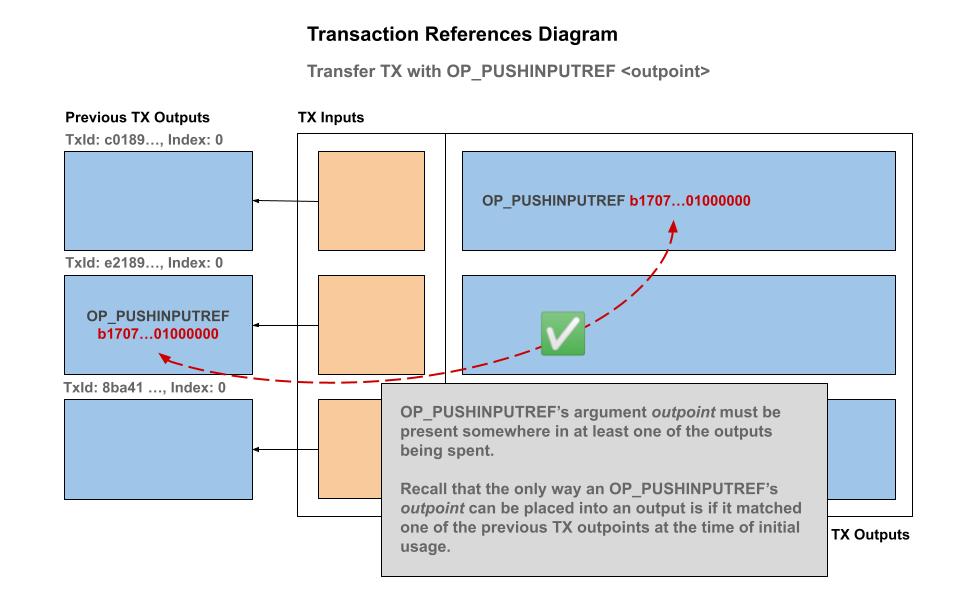 Transaction References Diagram
Transfer TX with OP_PUSHINPUTREF <outpoint>
Previous TX Outputs
TX Inputs
TxId: c0189…, Index: 0
OP_PUSHINPUTREF b1707…01000000
TxId: e2189…, Index: 0
OP_PUSHINPUTREF
b1707…01000000
TxId: 8ba41 …, Index: 0
OP_PUSHINPUTREF’s argument outpoint must be
present somewhere in at least one of the outputs
being spent.
Recall that the only way an OP_PUSHINPUTREF’s
outpoint can be placed into an output is if it matched
one of the previous TX outpoints at the time of initial
usage.
TX Outputs